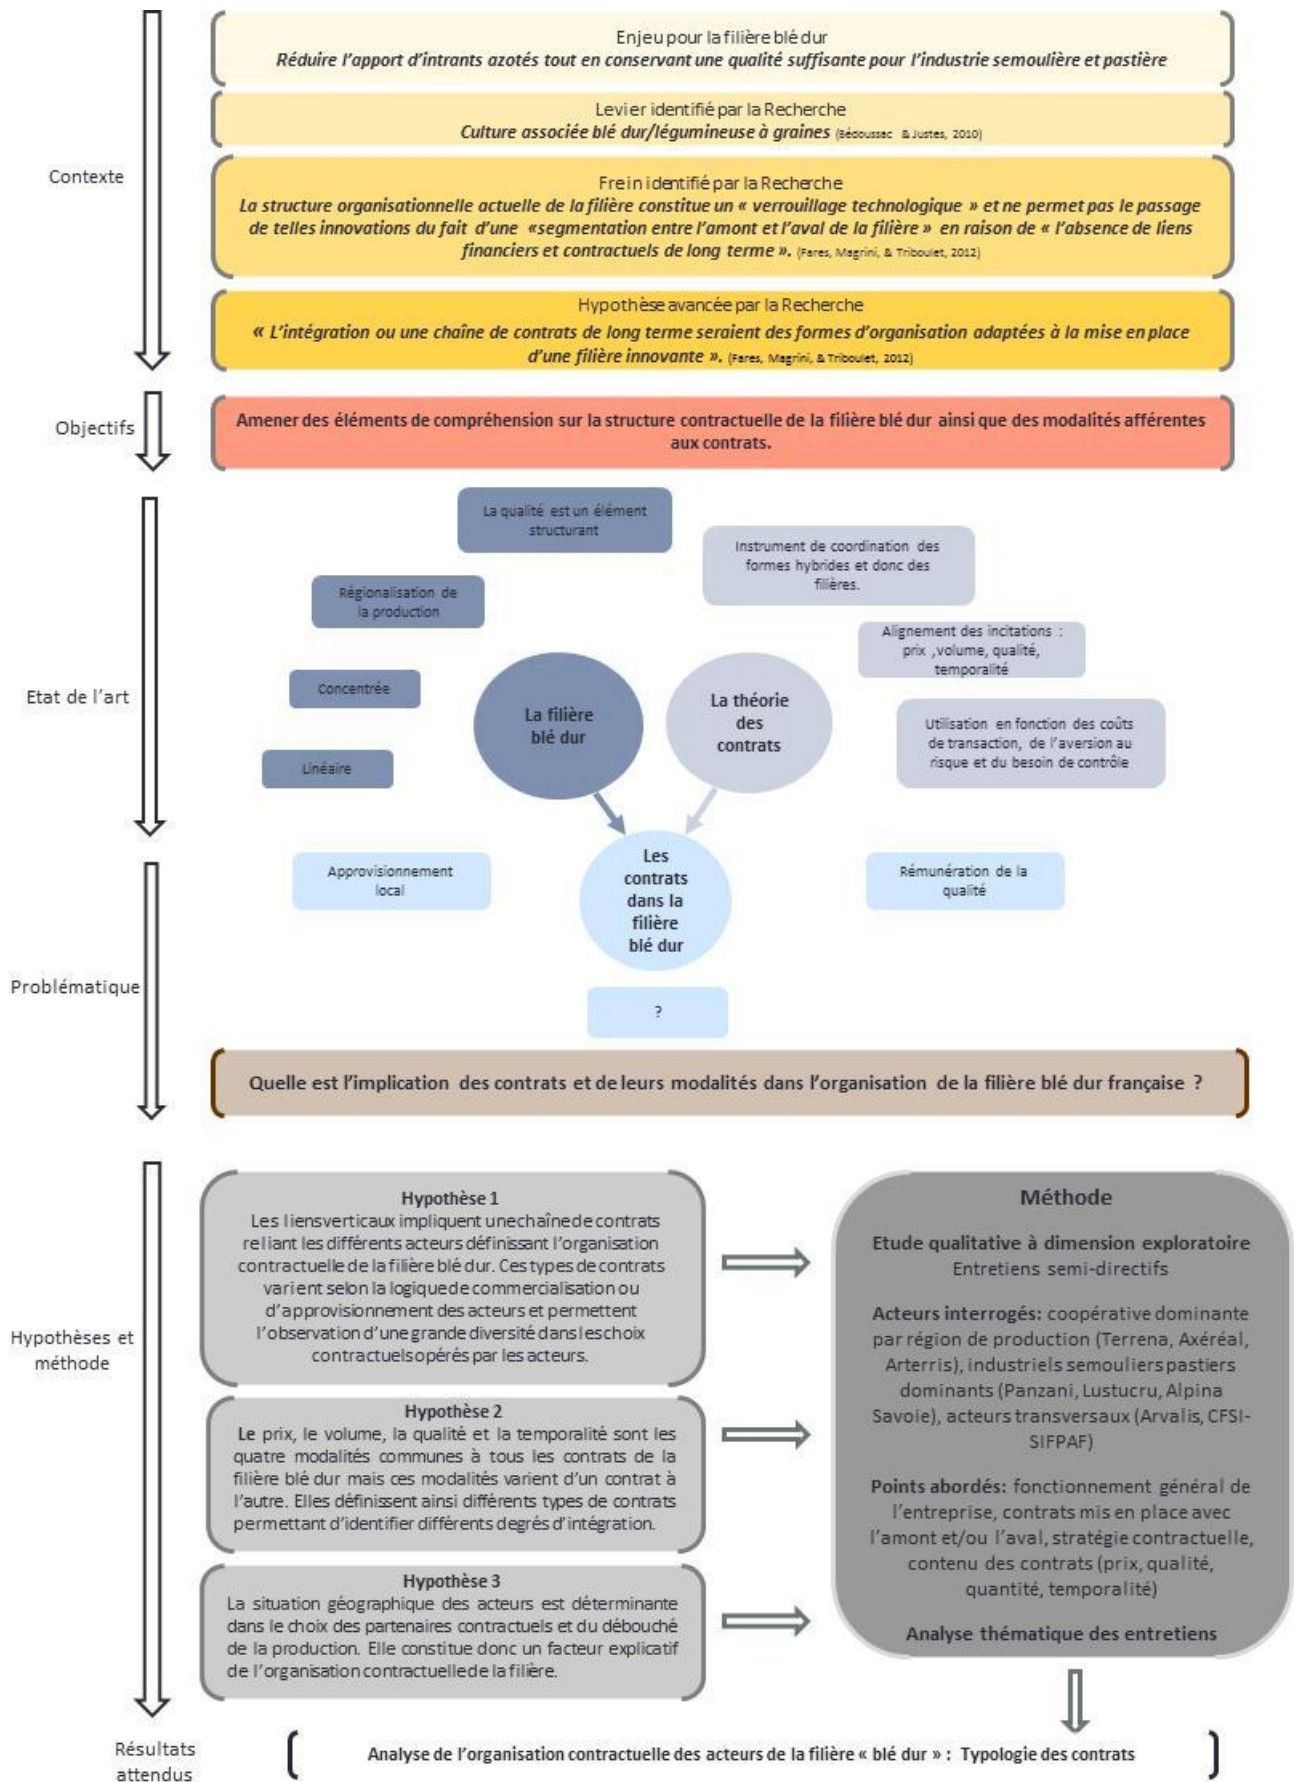 Enjeu pour la filière blé dur
Réduire l'apport d'intrants azotés tout en conservant une qualité suffisante pour l'industrie semoulière et pastière
Levier identifié par la Recherche
Culture associée blé dur/légumineuse à graines (Bédoussac & Justes, 2010)
Contexte
Frein identifié par la Recherche
La structure organisationnelle actuelle de la filière constitue un « verrouillage technologique » et ne permet pas le passage
de telles innovations du fait d'une «segmentation entre l'amont et l'aval de la filière » en raison de « l'absence de liens
financiers et contractuels de long terme ». (Fares, Magrini, & Triboulet, 2012)
Hypothèse avancée par la Recherche
« L'intégration ou une chaîne de contrats de long terme seraient des formes d'organisation adaptées à la mise en place
d'une filière innovante ». (Fares, Magrini, & Triboulet, 2012)
Objectifs
Amener des éléments de compréhension sur la structure contractuelle de la filière blé dur ainsi que des modalités afférentes
aux contrats.
Etat de l'art
La qualité est un élément
structurant
Régionalisation de
la production
Concentrée
Linéaire
La filière
blé dur
Instrument de coordination des
formes hybrides et donc des
filières.
Alignement des incitations :
prix ,volume, qualité,
temporalité
La théorie
des
contrats
Utilisation en fonction des coûts
de transaction, de l'aversion au
risque et du besoin de contrôle
Problématique
Approvisionnement
local
Les
contrats
dans la
filière
blé dur
Rémunération de la
qualité
?
Quelle est l'implication des contrats et de leurs modalités dans l'organisation de la filière blé dur française ?
Hypothèses et
méthode
Hypothèse 1
Les liens verticaux impliquent une chaîne de contrats
reliant les différents acteurs définissant l'organisation
contractuelle de la filière blé dur. Ces types de contrats
varient selon la logique de commercialisation ou
d'approvisionnement des acteurs et permettent
l'observation d'une grande diversité dans les choix
contractuels opérés par les acteurs.
Hypothèse 2
Le prix, le volume, la qualité et la temporalité sont les
quatre modalités communes à tous les contrats de la
filière blé dur mais ces modalités varient d'un contrat à
l'autre. Elles définissent ainsi différents types de contrats
permettant d'identifier différents degrés d'intégration.
Hypothèse 3
La situation géographique des acteurs est déterminante
dans le choix des partenaires contractuels et du débouché
de la production. Elle constitue donc un facteur explicatif
de l'organisation contractuelle de la filière.
Méthode
Etude qualitative à dimension exploratoire
Entretiens semi-directifs
Acteurs interrogés: coopérative dominante
par région de production (Terrena, Axéréal,
Arterris), industriels semouliers pastiers
dominants (Panzani, Lustucru, Alpina
Savoie), acteurs transversaux (Arvalis, CFSI-
SIFPAF)
Points abordés: fonctionnement général de
l'entreprise, contrats mis en place avec
l'amont et/ou l'aval, stratégie contractuelle,
contenu des contrats (prix, qualité,
quantité, temporalité)
Analyse thématique des entretiens
Résultats
attendus
Analyse de l'organisation contractuelle des acteurs de la filière « blé dur » : Typologie des contrats